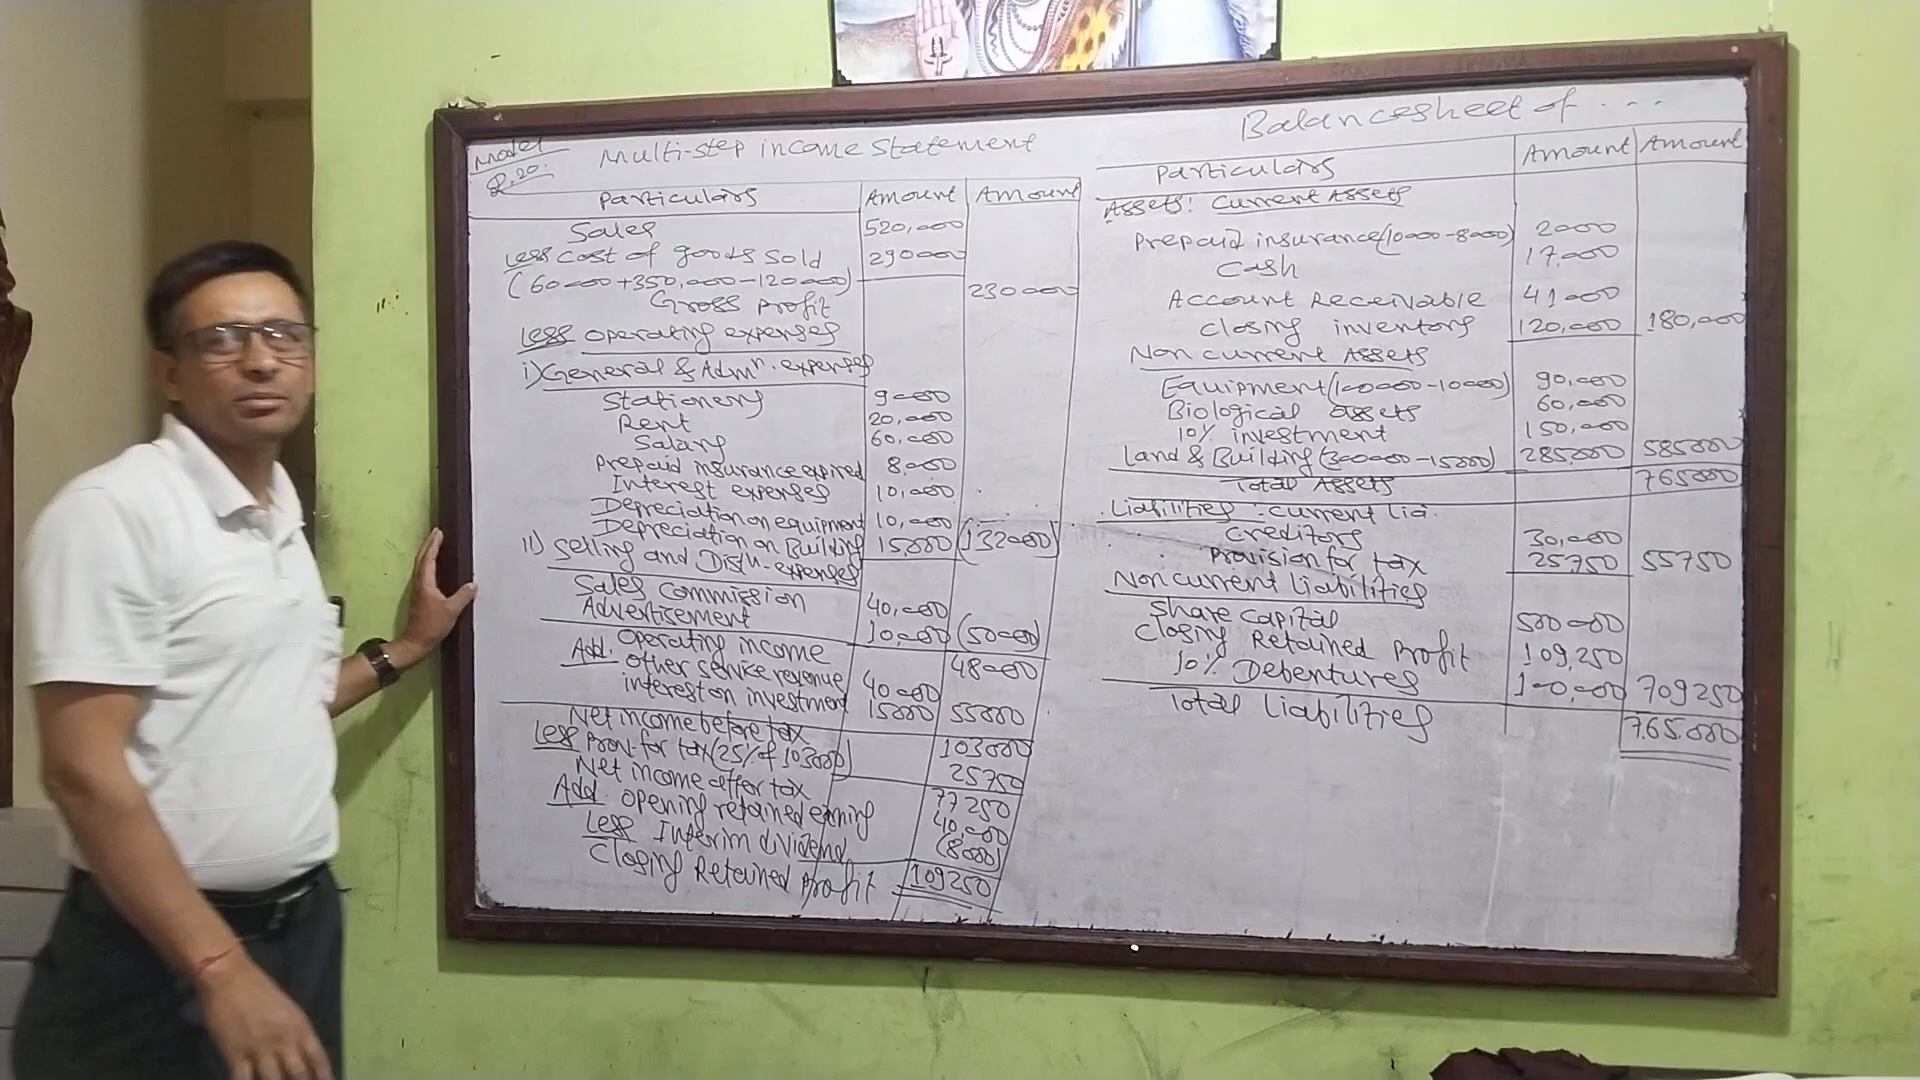 Model
Q.20.
Multi-step income statement
Particulars Amount Amount
Sales 520,000
Less Cost of goods sold 290000
(60000+350,000-120000)
Gross Profit 230000
Less operating expenses
i) General & Admn. expenses
Stationery 9000
Rent 20,000
Salary 60,000
Prepaid insurance expired 8,000
Interest expenses 10,000
Depreciation on equipment 10,000
Depreciation on Building 15000 (132000)
ii) Selling and Distn. expenses
Sales Commission 40,000
Advertisement 10,000 (50000)
Operating income 48000
Add. Other service revenue 40000
interest on investment 15000 55000
Net income before tax 103000
Less Prov. for tax (25% of 103000) 25750
Net income after tax 77250
Add. opening retained earning 40,000
Less Interim dividend (8000)
Closing Retained Profit 109250
Balancesheet of ...
Particulars Amount Amount
Assets: Current Assets
Prepaid insurance (10000-8000) 2000
Cash 17,000
Account Receivable 41000
Closing inventory 120,000 180,000
Non current Assets
Equipment (100000-10000) 90,000
Biological assets 60,000
10% investment 150,000
Land & Building (300000-15000) 285000 585000
Total Assets 765000
Liabilities: current lia.
Creditors 30,000
Provision for tax 25750 55750
Non current liabilities
Share Capital 500000
Closing Retained Profit 109,250
10% Debentures 100,000 709250
Total Liabilities 765.000